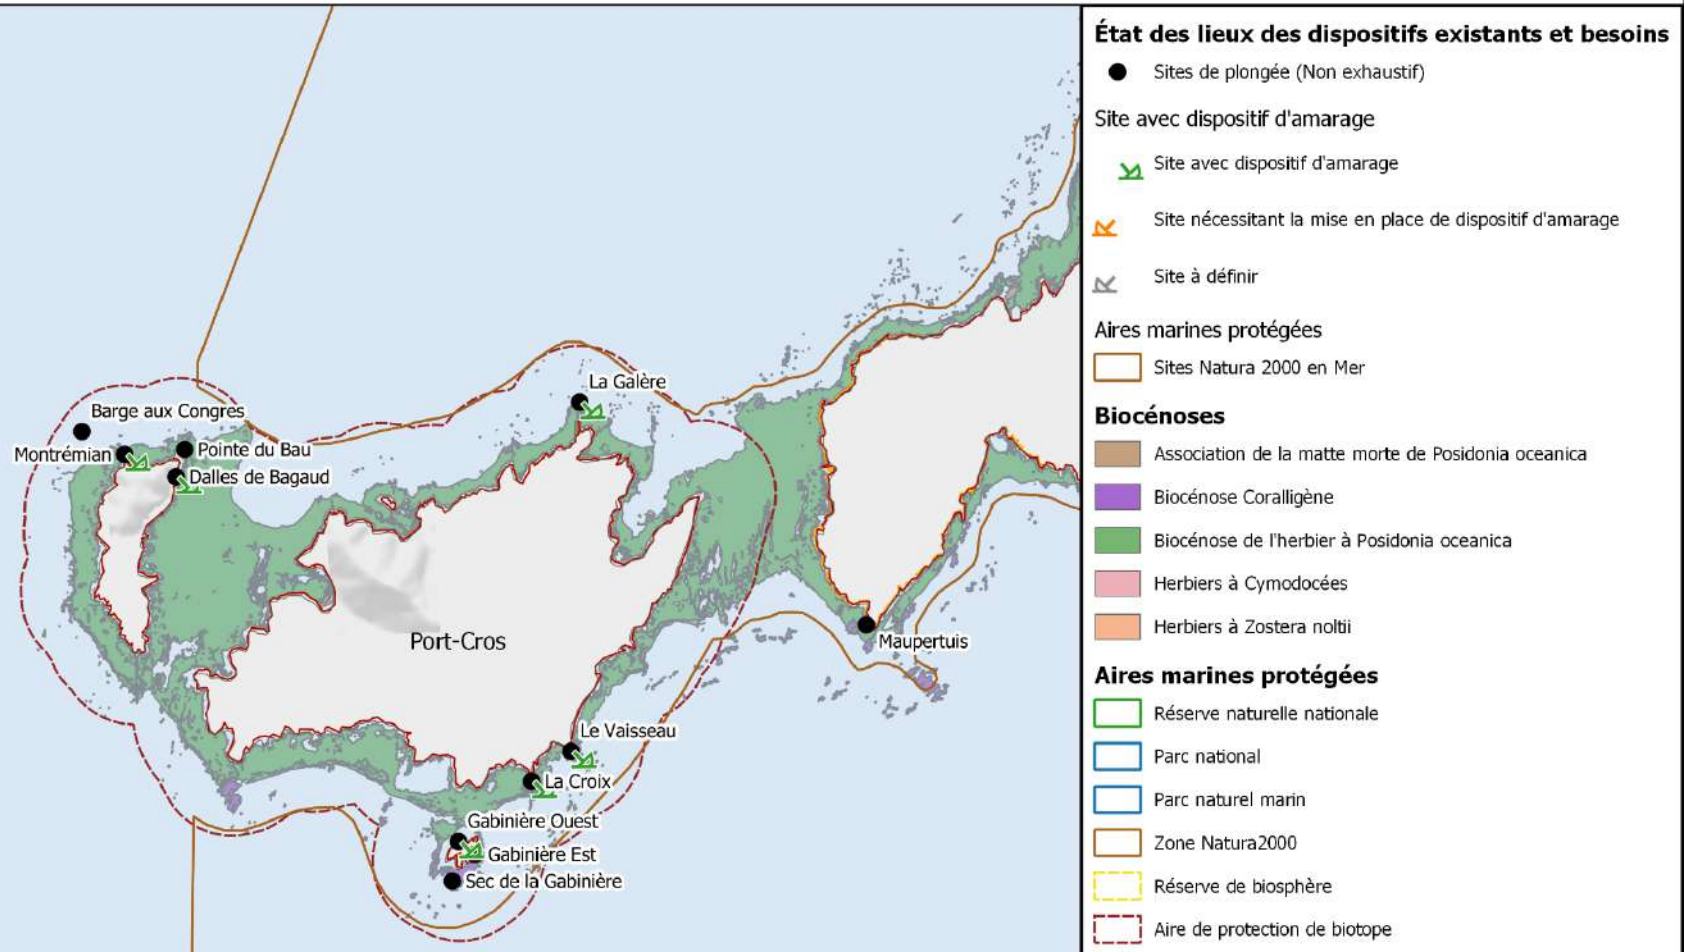 La Galère
Barge aux Congres
Montrémian
Pointe du Bau
Dalles de Bagaud
Port-Cros
Maupertuis
Le Vaisseau
La Croix
Gabinière Ouest
Gabinière Est
Sec de la Gabinière
État des lieux des dispositifs existants et besoins
Sites de plongée (Non exhaustif)
Site avec dispositif d'amarage
Site avec dispositif d'amarage
Site nécessitant la mise en place de dispositif d'amarage
Site à définir
Aires marines protégées
Sites Natura 2000 en Mer
Biocénoses
Association de la matte morte de Posidonia oceanica
Biocénose Coralligène
Biocénose de l'herbier à Posidonia oceanica
Herbiers à Cymodocées
Herbiers à Zostera noltii
Aires marines protégées
Réserve naturelle nationale
Parc national
Parc naturel marin
Zone Natura2000
Réserve de biosphère
Aire de protection de biotope